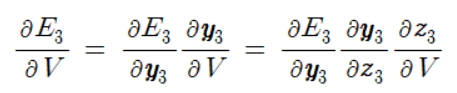 ∂E₃/∂V = ∂E₃/∂y₃ ∂y₃/∂V = ∂E₃/∂y₃ ∂y₃/∂z₃ ∂z₃/∂V